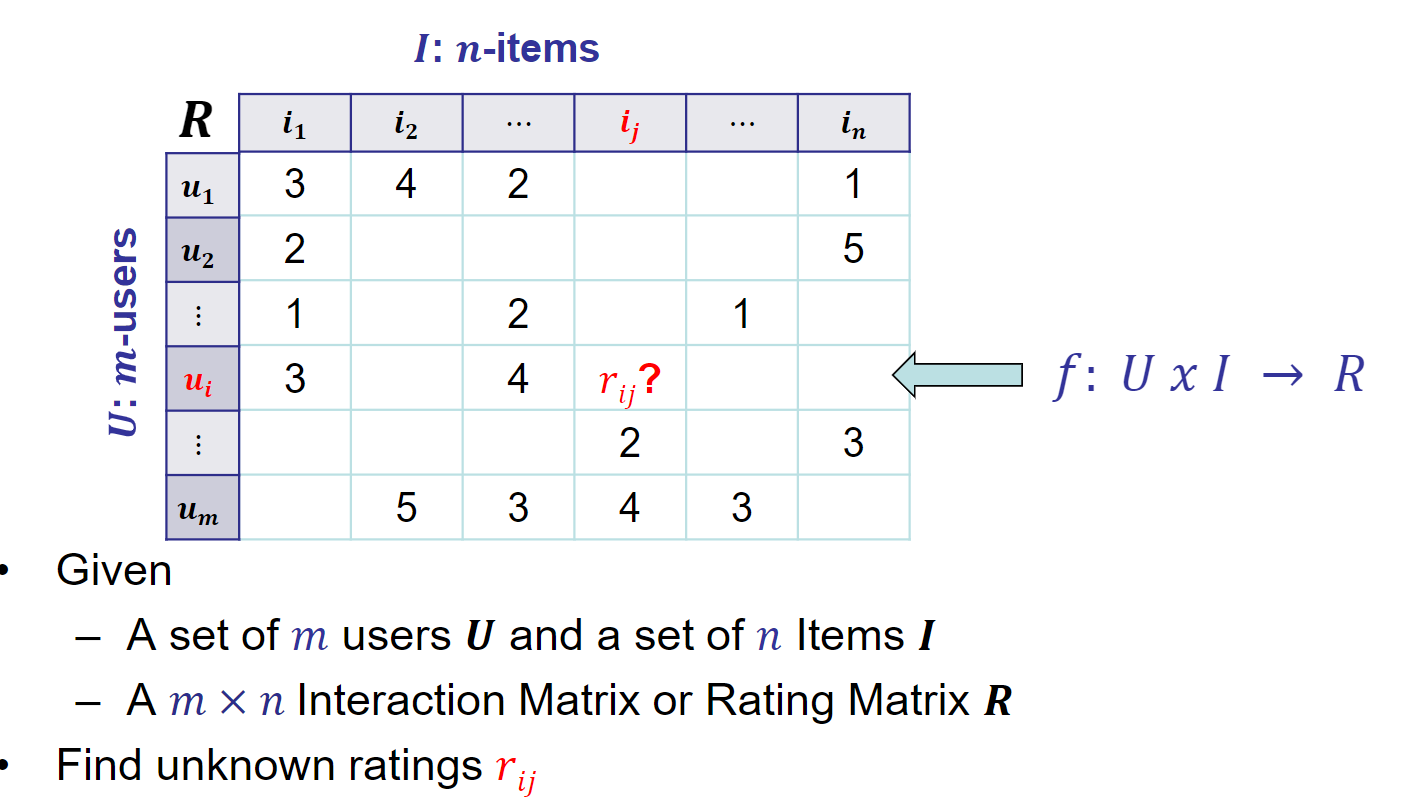 I: n-items
R i₁ i₂ ⋯ iⱼ ⋯ iₙ
u₁ 3 4 2 1
u₂ 2 5
⋮ 1 2 1
uᵢ 3 4 rᵢⱼ?
⋮ 2 3
uₘ 5 3 4 3
U: m-users
f: U x I → R
• Given
– A set of m users U and a set of n Items I
– A m × n Interaction Matrix or Rating Matrix R
• Find unknown ratings rᵢⱼ